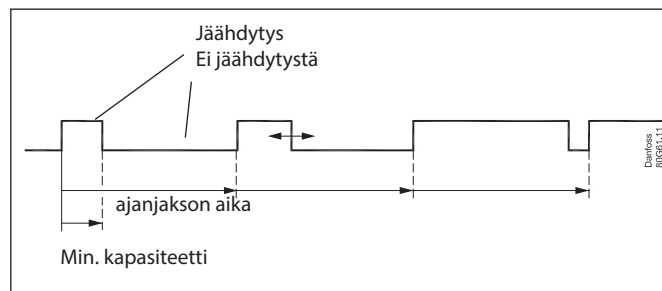 Jäähdytys
Ei jäähdytystä
ajanjakson aika
Min. kapasiteetti
Danfoss
80G61.11